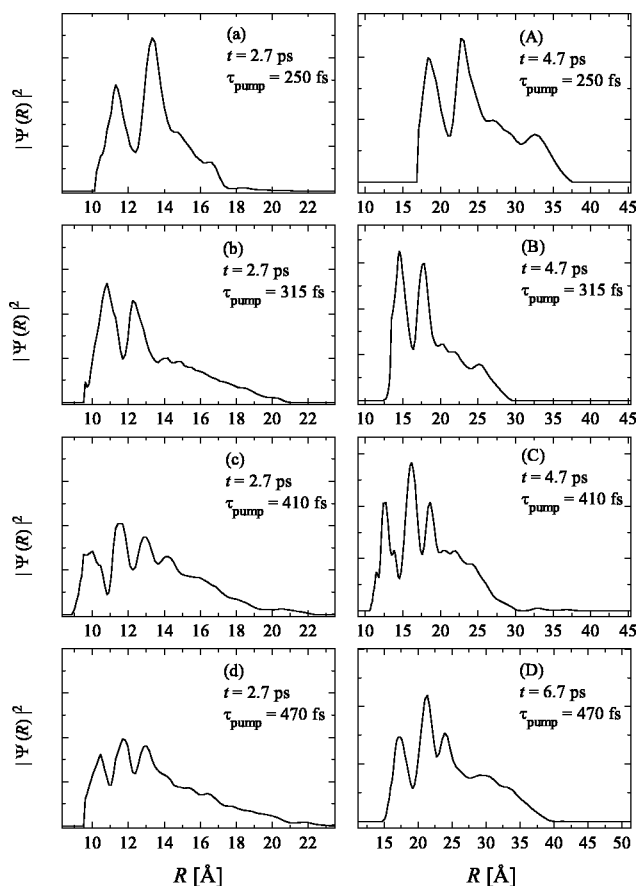 (a)
t = 2.7 ps
τpump = 250 fs
|Ψ(R)|²
10 12 14 16 18 20 22
(A)
t = 4.7 ps
τpump = 250 fs
15 20 25 30 35 40 45
(b)
t = 2.7 ps
τpump = 315 fs
|Ψ(R)|²
10 12 14 16 18 20 22
(B)
t = 4.7 ps
τpump = 315 fs
15 20 25 30 35 40 45
(c)
t = 2.7 ps
τpump = 410 fs
|Ψ(R)|²
10 12 14 16 18 20 22
(C)
t = 4.7 ps
τpump = 410 fs
10 15 20 25 30 35 40 45
(d)
t = 2.7 ps
τpump = 470 fs
|Ψ(R)|²
10 12 14 16 18 20 22
R [Å]
(D)
t = 6.7 ps
τpump = 470 fs
15 20 25 30 35 40 45 50
R [Å]